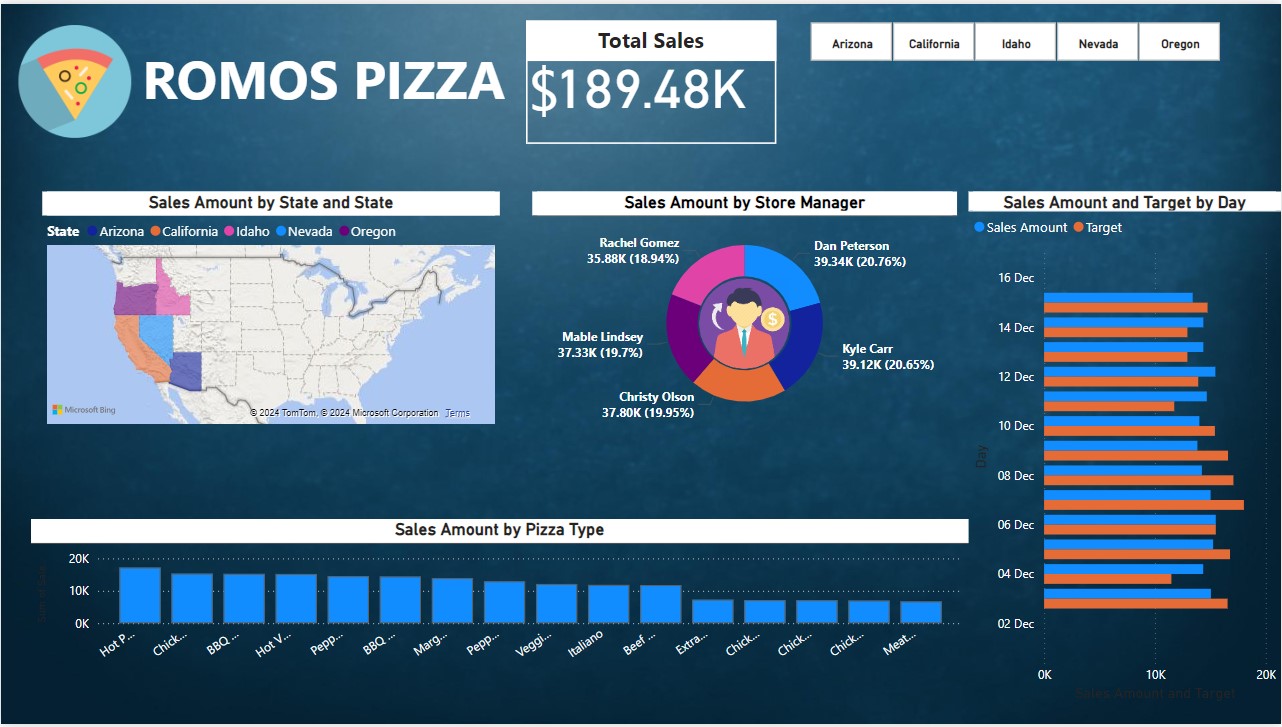 ROMOS PIZZA
Total Sales
$189.48K
Arizona California Idaho Nevada Oregon
Sales Amount by State and State
State Arizona California Idaho Nevada Oregon
Microsoft Bing
© 2024 TomTom, © 2024 Microsoft Corporation Terms
Sales Amount by Store Manager
Rachel Gomez
35.88K (18.94%)
Dan Peterson
39.34K (20.76%)
Mable Lindsey
37.33K (19.7%)
Kyle Carr
39.12K (20.65%)
Christy Olson
37.80K (19.95%)
$
Sales Amount and Target by Day
Sales Amount Target
Day
16 Dec
14 Dec
12 Dec
10 Dec
08 Dec
06 Dec
04 Dec
02 Dec
0K 10K 20K
Sales Amount and Target
Sales Amount by Pizza Type
20K
10K
0K
Hot P... Chick... BBQ ... Hot V... Pepp... BBQ ... Marg... Pepp... Veggi... Italiano Beef ... Extra... Chick... Chick... Chick... Meat...